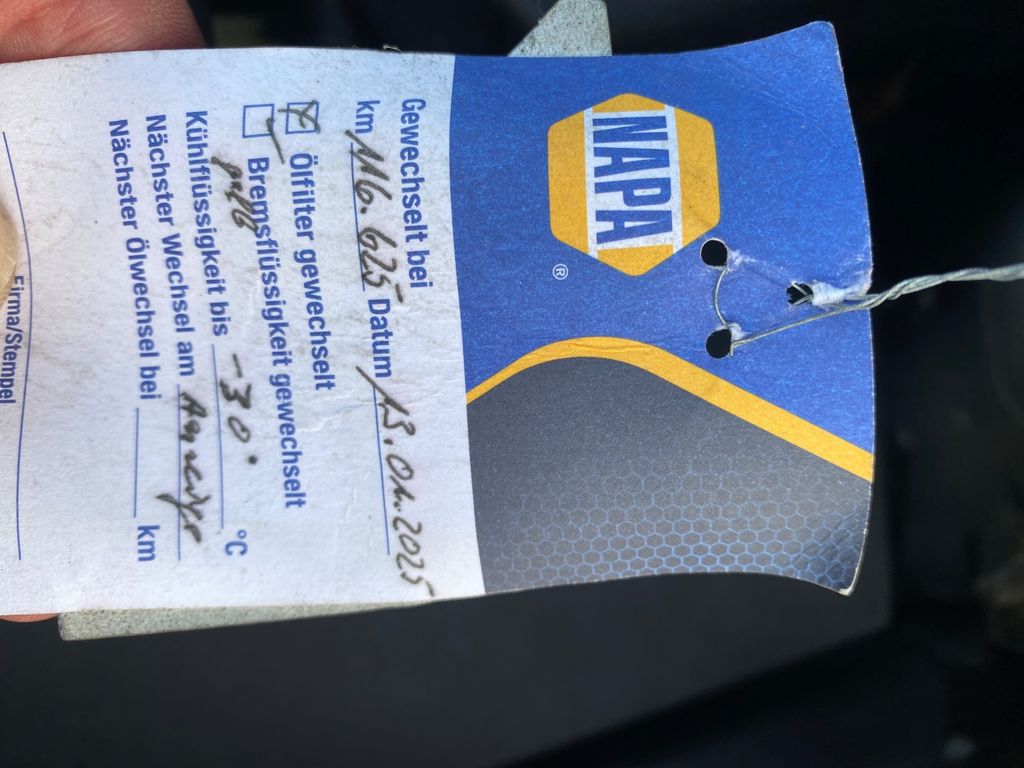 NAPA
®
Gewechselt bei
km 116.625 Datum 13.01.2025
Ölfilter gewechselt
Bremsflüssigkeit gewechselt
Kühlflüssigkeit bis -30° °C
Nächster Wechsel am
Nächster Ölwechsel bei km
Firma/Stempel